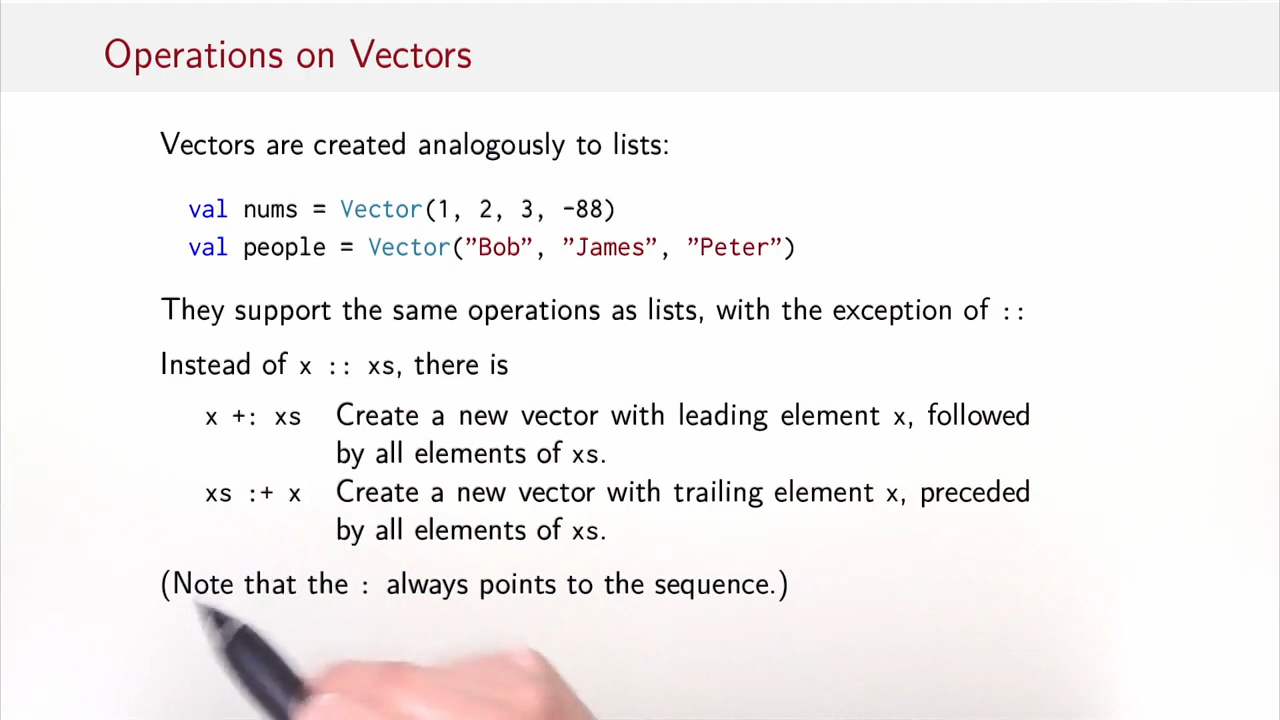 Operations on Vectors
Vectors are created analogously to lists:
val nums = Vector(1, 2, 3, -88)
val people = Vector(”Bob”, ”James”, ”Peter”)
They support the same operations as lists, with the exception of ::
Instead of x :: xs, there is
x +: xs Create a new vector with leading element x, followed
by all elements of xs.
xs :+ x Create a new vector with trailing element x, preceded
by all elements of xs.
(Note that the : always points to the sequence.)